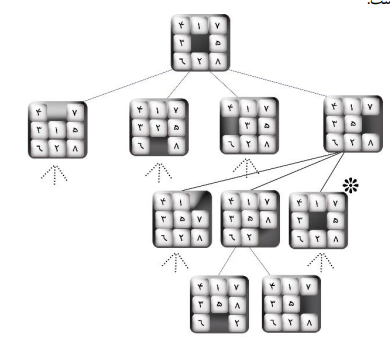 ست.
۴ ۱ ۷
۳ ۵
۶ ۲ ۸
۴ ۷
۳ ۱ ۵
۶ ۲ ۸
۴ ۱ ۷
۳ ۲ ۵
۶ ۸
۴ ۱ ۷
۳ ۵
۶ ۲ ۸
۴ ۱ ۷
۳ ۵
۶ ۲ ۸
۴ ۱
۳ ۵ ۷
۶ ۲ ۸
۴ ۱ ۷
۳ ۵ ۸
۶ ۲
۴ ۱ ۷
۳ ۵
۶ ۲ ۸
۴ ۱ ۷
۳ ۵ ۸
۶ ۲
۴ ۱ ۷
۳ ۵
۶ ۲ ۸